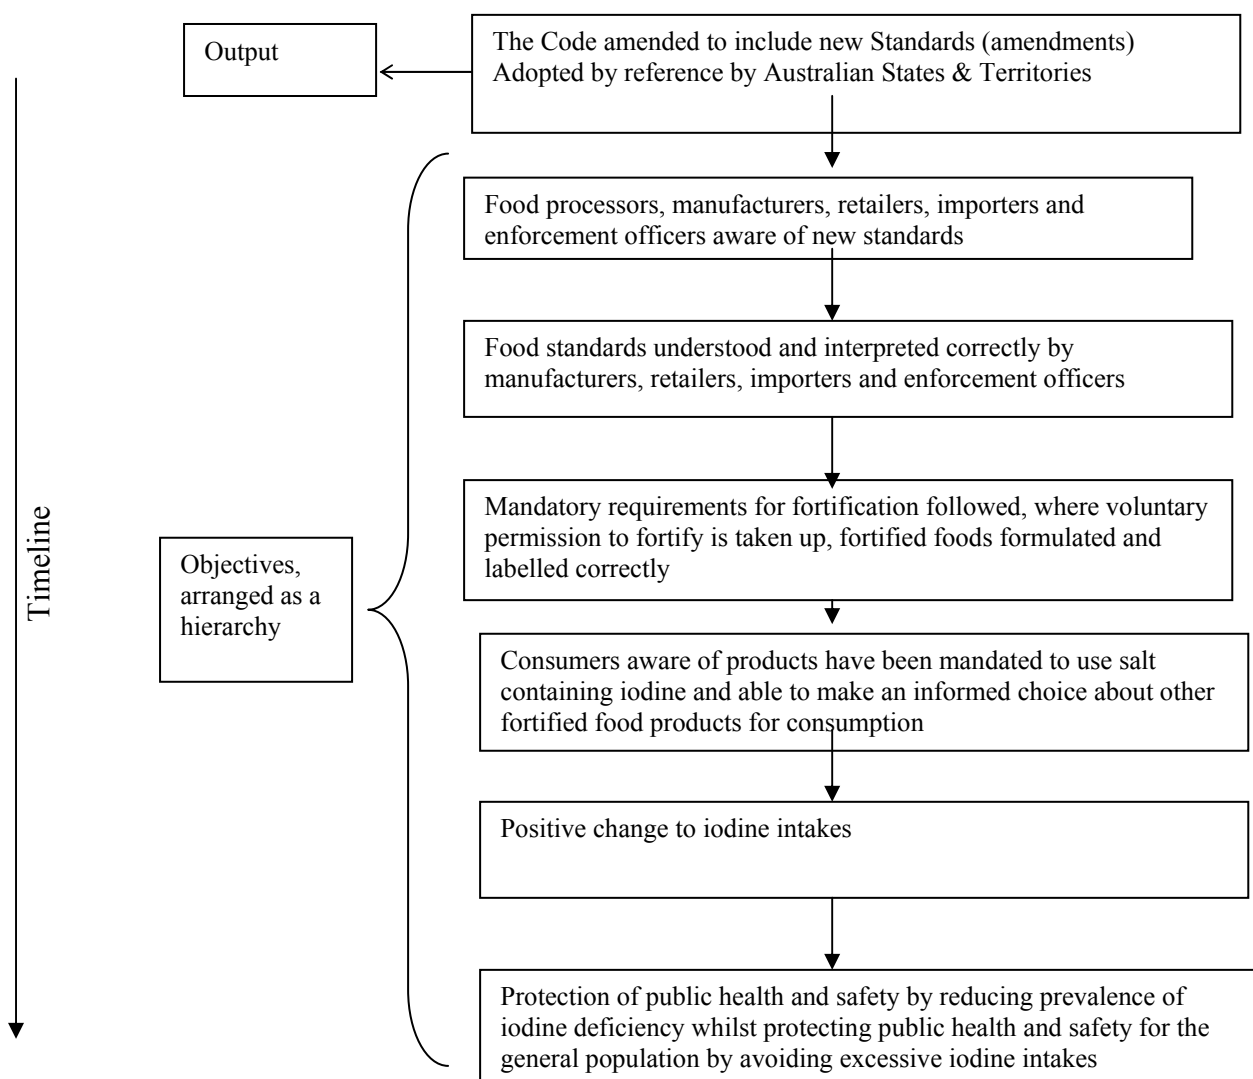 Output
The Code amended to include new Standards (amendments)
Adopted by reference by Australian States & Territories
Food processors, manufacturers, retailers, importers and
enforcement officers aware of new standards
Food standards understood and interpreted correctly by
manufacturers, retailers, importers and enforcement officers
Timeline
Objectives,
arranged as a
hierarchy
Mandatory requirements for fortification followed, where voluntary
permission to fortify is taken up, fortified foods formulated and
labelled correctly
Consumers aware of products have been mandated to use salt
containing iodine and able to make an informed choice about other
fortified food products for consumption
Positive change to iodine intakes
Protection of public health and safety by reducing prevalence of
iodine deficiency whilst protecting public health and safety for the
general population by avoiding excessive iodine intakes